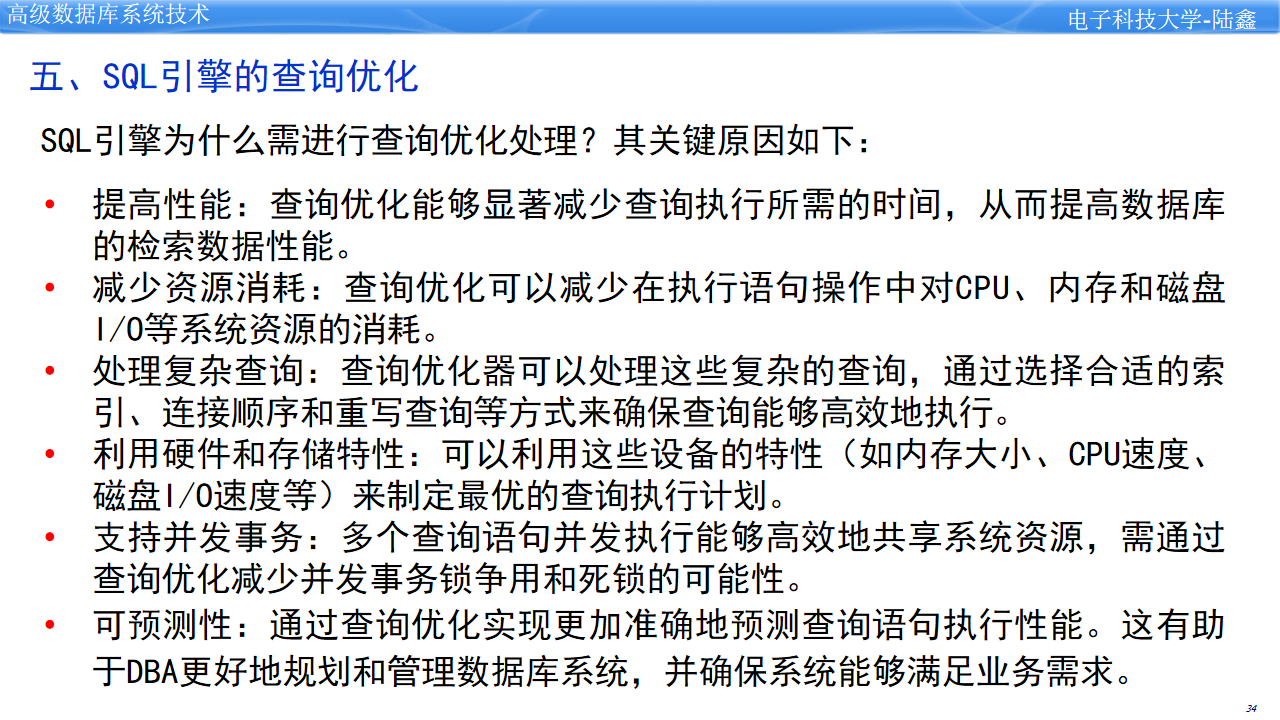 高级数据库系统技术
电子科技大学-陆鑫
五、SQL引擎的查询优化
SQL引擎为什么需进行查询优化处理？其关键原因如下：
• 提高性能：查询优化能够显著减少查询执行所需的时间，从而提高数据库
的检索数据性能。
• 减少资源消耗：查询优化可以减少在执行语句操作中对CPU、内存和磁盘
I/O等系统资源的消耗。
• 处理复杂查询：查询优化器可以处理这些复杂的查询，通过选择合适的索
引、连接顺序和重写查询等方式来确保查询能够高效地执行。
• 利用硬件和存储特性：可以利用这些设备的特性（如内存大小、CPU速度、
磁盘I/O速度等）来制定最优的查询执行计划。
• 支持并发事务：多个查询语句并发执行能够高效地共享系统资源，需通过
查询优化减少并发事务锁争用和死锁的可能性。
• 可预测性：通过查询优化实现更加准确地预测查询语句执行性能。这有助
于DBA更好地规划和管理数据库系统，并确保系统能够满足业务需求。
34